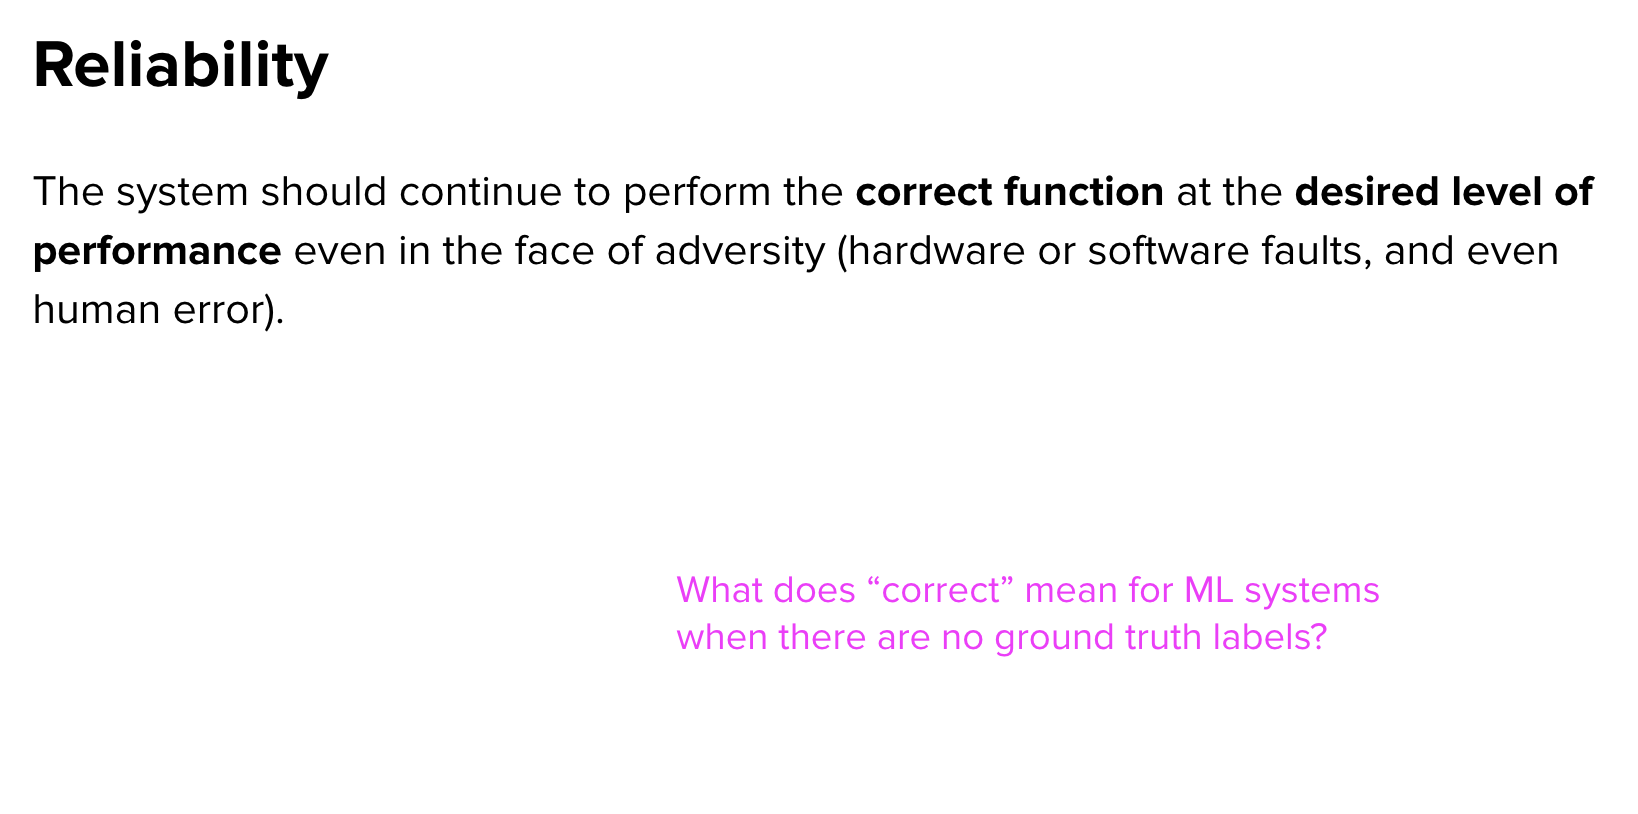 Reliability
The system should continue to perform the correct function at the desired level of
performance even in the face of adversity (hardware or software faults, and even
human error).
What does “correct” mean for ML systems
when there are no ground truth labels?